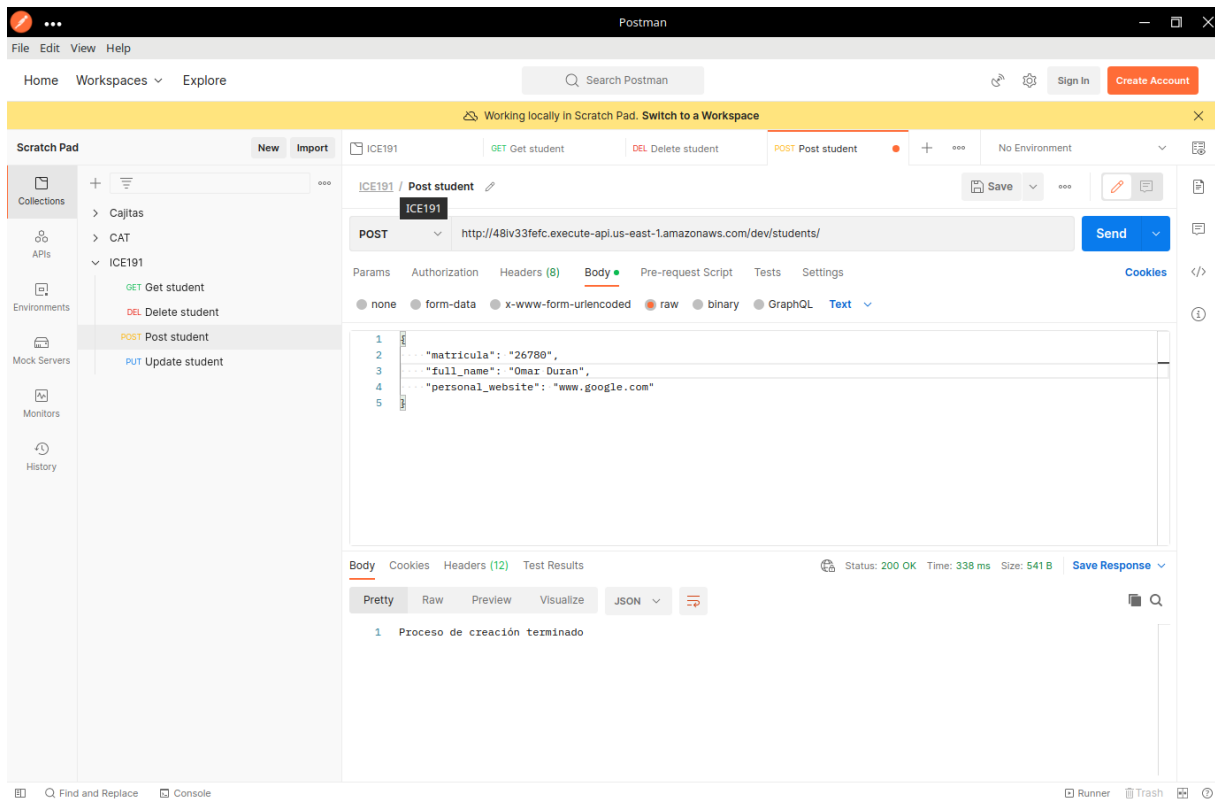 Postman
File Edit View Help
Home Workspaces Explore Search Postman Sign In Create Account
Working locally in Scratch Pad. Switch to a Workspace
Scratch Pad New Import ICE191 GET Get student DEL Delete student POST Post student No Environment
Collections
APIs
Environments
Mock Servers
Monitors
History
Cajitas
CAT
ICE191
GET Get student
DEL Delete student
POST Post student
PUT Update student
ICE191 / Post student Save
ICE191
POST http://48iv33fefc.execute-api.us-east-1.amazonaws.com/dev/students/ Send
Params Authorization Headers (8) Body Pre-request Script Tests Settings Cookies
none form-data x-www-form-urlencoded raw binary GraphQL Text
1 {
2 "matricula": "26780",
3 "full_name": "Omar Duran",
4 "personal_website": "www.google.com"
5 }
Body Cookies Headers (12) Test Results Status: 200 OK Time: 338 ms Size: 541 B Save Response
Pretty Raw Preview Visualize JSON
1 Proceso de creación terminado
Find and Replace Console Runner Trash